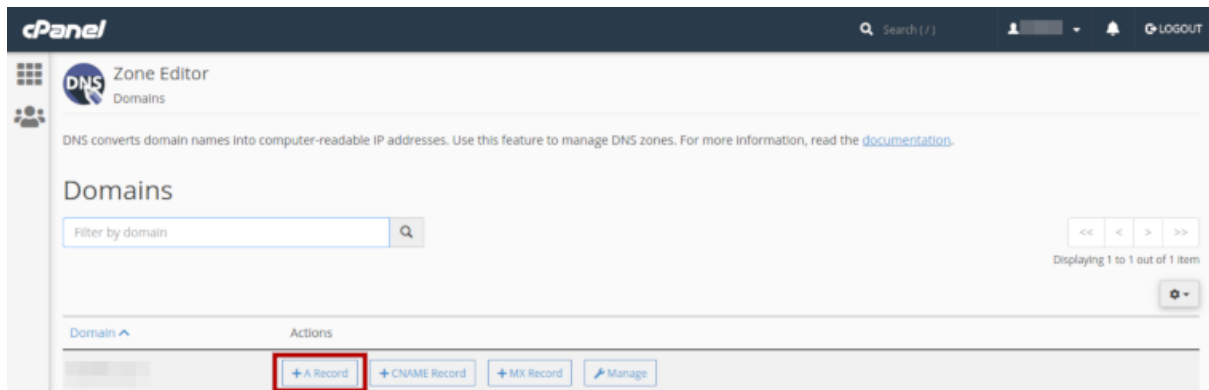 cPanel Search ( / ) LOGOUT
DNS Zone Editor
Domains
DNS converts domain names into computer-readable IP addresses. Use this feature to manage DNS zones. For more information, read the documentation.
Domains
Filter by domain
<< < > >>
Displaying 1 to 1 out of 1 item
Domain Actions
+ A Record + CNAME Record + MX Record Manage